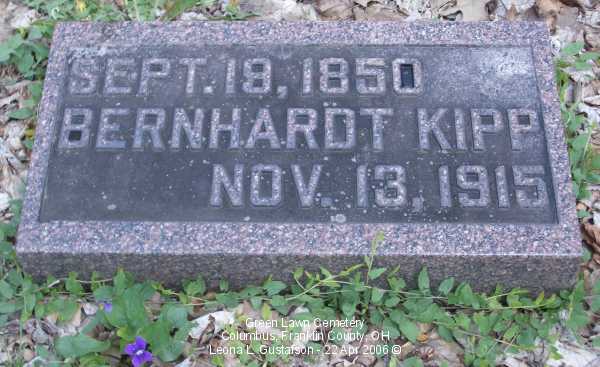 SEPT. 18, 1850
BERNHARDT KIPP
NOV. 13, 1915
Green Lawn Cemetery
Columbus, Franklin County, OH
Leona L. Gustafson - 22 Apr 2006 ©